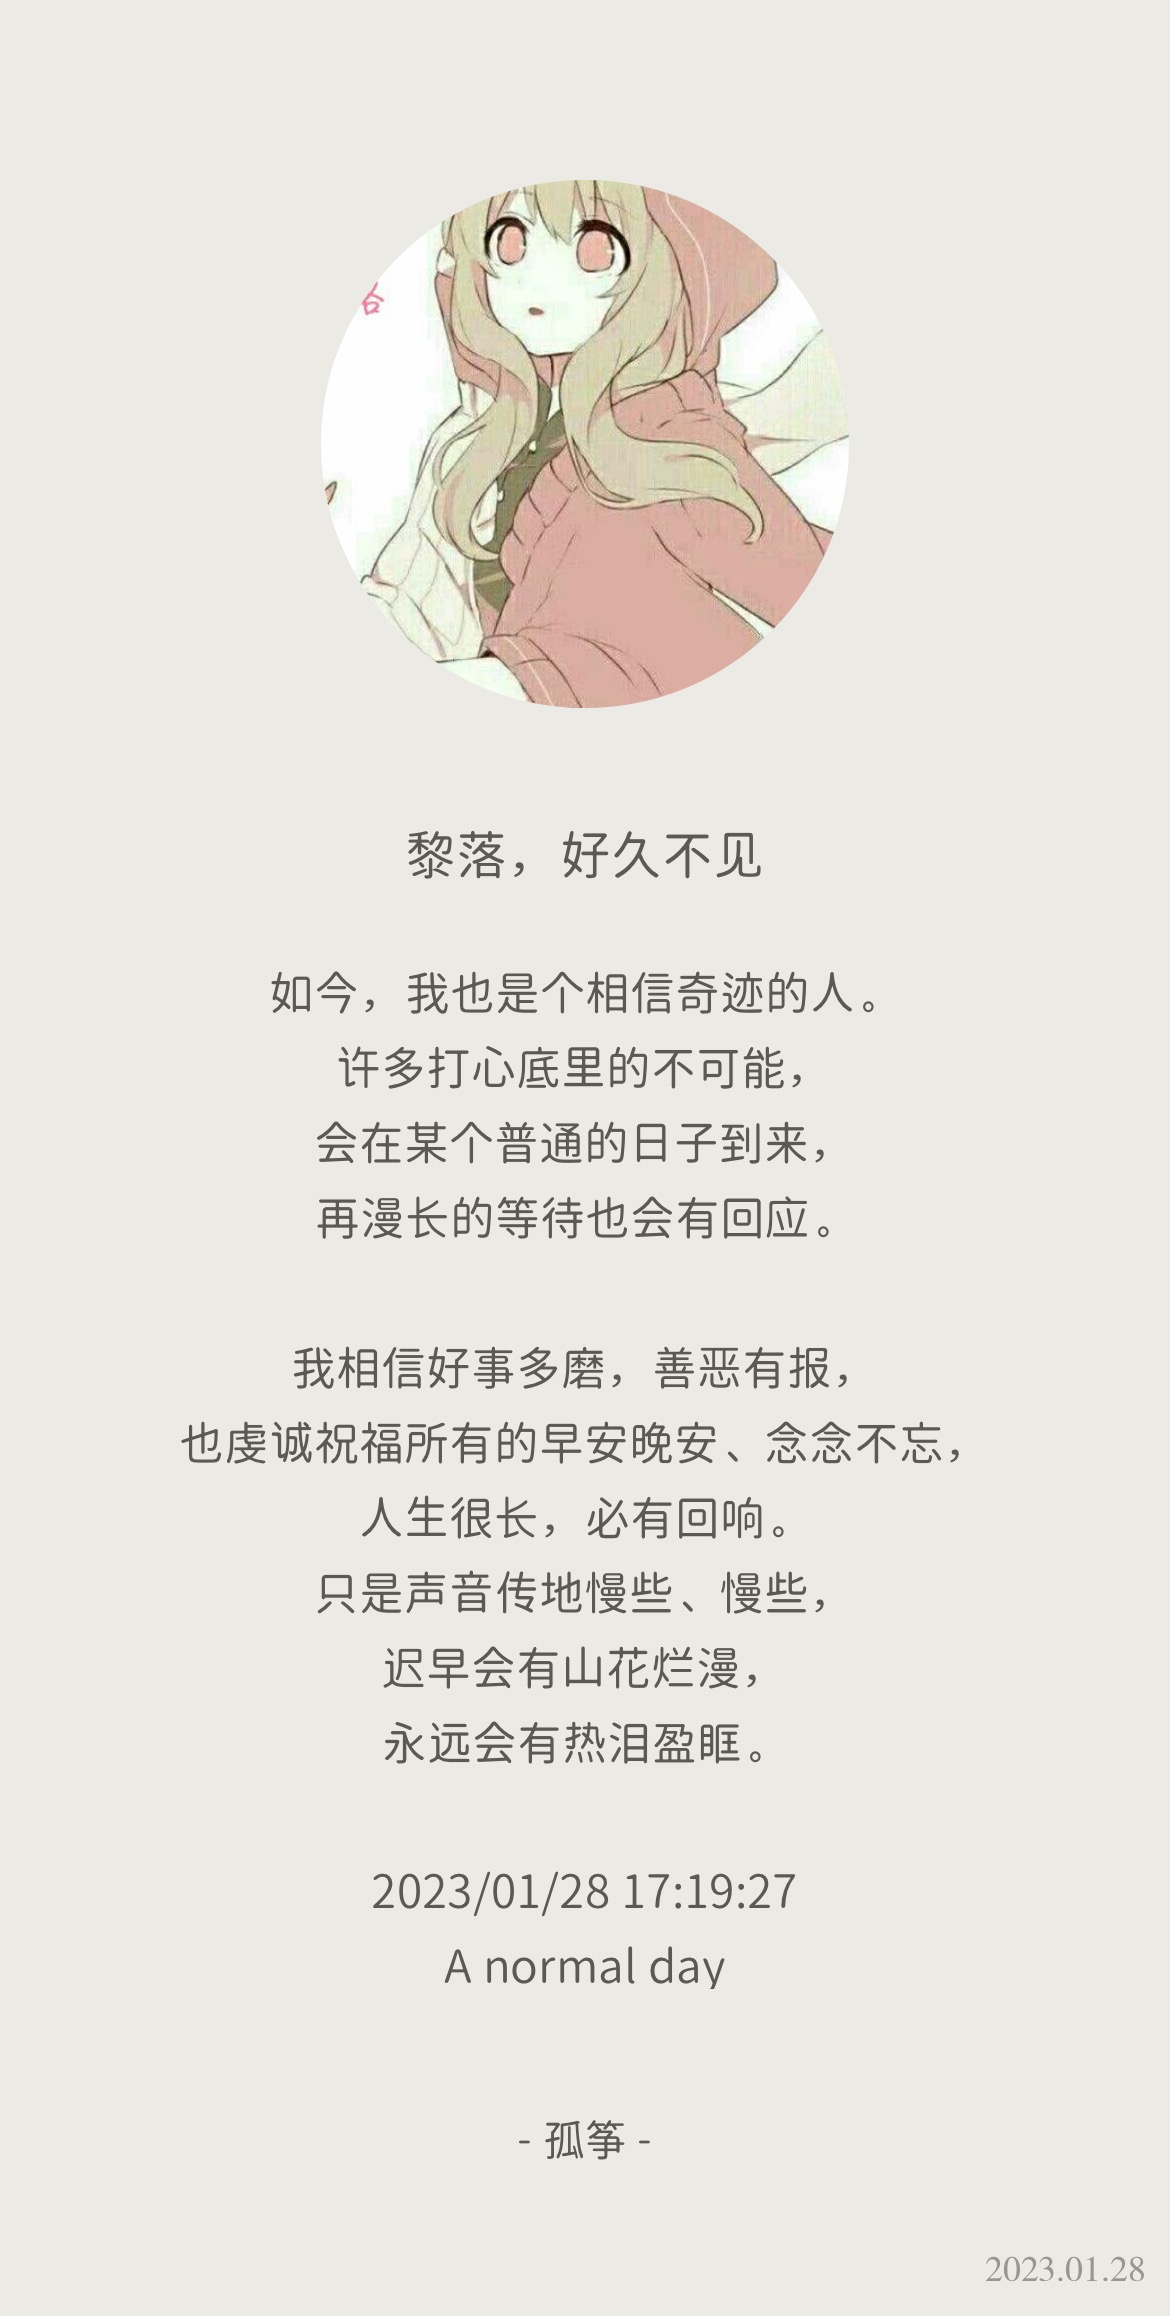 台
黎落，好久不见
如今，我也是个相信奇迹的人。
许多打心底里的不可能，
会在某个普通的日子到来，
再漫长的等待也会有回应。
我相信好事多磨，善恶有报，
也虔诚祝福所有的早安晚安、念念不忘，
人生很长，必有回响。
只是声音传地慢些、慢些，
迟早会有山花烂漫，
永远会有热泪盈眶。
2023/01/28 17:19:27
A normal day
- 孤筝 -
2023.01.28